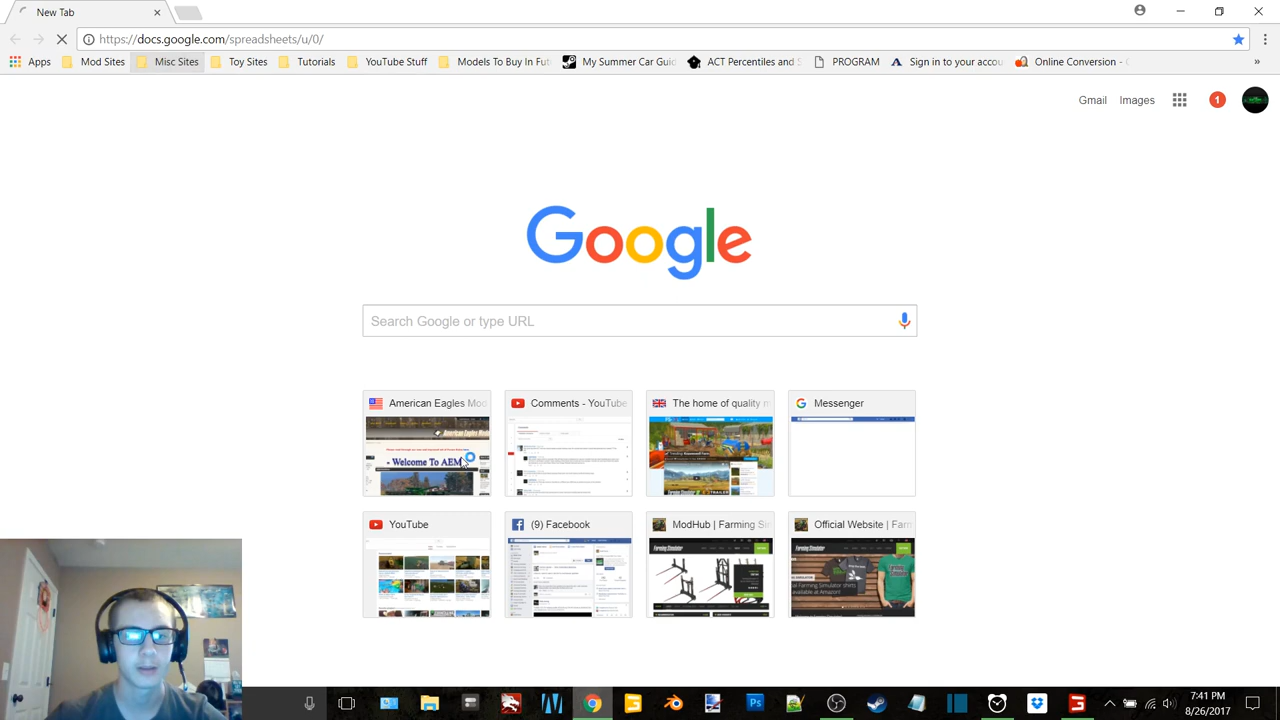 New Tab
https://docs.google.com/spreadsheets/u/0/
Apps Mod Sites Misc Sites Toy Sites Tutorials YouTube Stuff Models To Buy In Fut My Summer Car Guid ACT Percentiles and S PROGRAM Sign in to your accou Online Conversion - »
Gmail Images 1
Google
Search Google or type URL
American Eagles Mod Comments - YouTube The home of quality m Messenger
Welcome To AEM
YouTube (9) Facebook ModHub | Farming Si Official Website | Farm
7:41 PM
8/26/2017